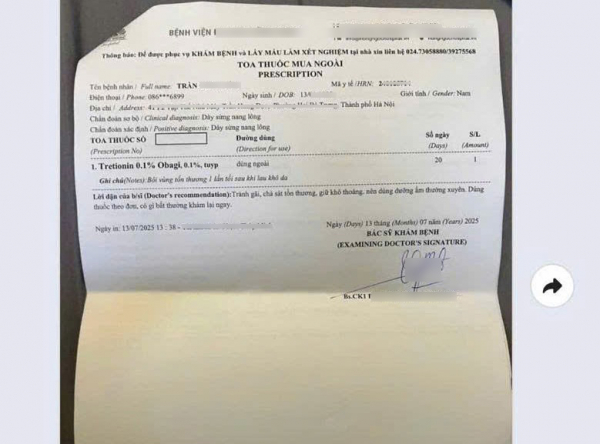 BỆNH VIỆN
Thông báo: Để được phục vụ KHÁM BỆNH và LẤY MẪU LÀM XÉT NGHIỆM tại nhà xin liên hệ 024.73058880/39275568
TOA THUỐC MUA NGOÀI
PRESCRIPTION
Tên bệnh nhân / Full name: TRẦN Mã y tế /HRN:
Điện thoại / Phone: 086***6899 Ngày sinh / DOB: 13/ Giới tính / Gender: Nam
Địa chỉ / Address: Thành phố Hà Nội
Chẩn đoán sơ bộ / Clinical diagnosis: Dày sừng nang lông
Chẩn đoán xác định / Positive diagnosis: Dày sừng nang lông
TOA THUỐC SỐ Đường dùng Số ngày S/L
(Prescription No) (Direction for use) (Days) (Amount)
1. Tretionin 0.1% Obagi, 0.1%, tuýp dùng ngoài 20 1
Ghi chú(Notes): Bôi vùng tổn thương 1 lần tối sau khi lau khô da
Lời dặn của bác sĩ(Doctor's recommendation): Tránh gãi, chà sát tổn thương, giữ khô thoáng, nên dùng dưỡng ẩm thường xuyên. Dùng
thuốc theo đơn, có gì bất thường khám lại ngay.
Ngày in: 13/07/2025 13 : 38 -
Ngày (Days) 13 tháng (Months) 07 năm (Years) 2025
BÁC SỸ KHÁM BỆNH
(EXAMINING DOCTOR'S SIGNATURE)
Bs.CKI